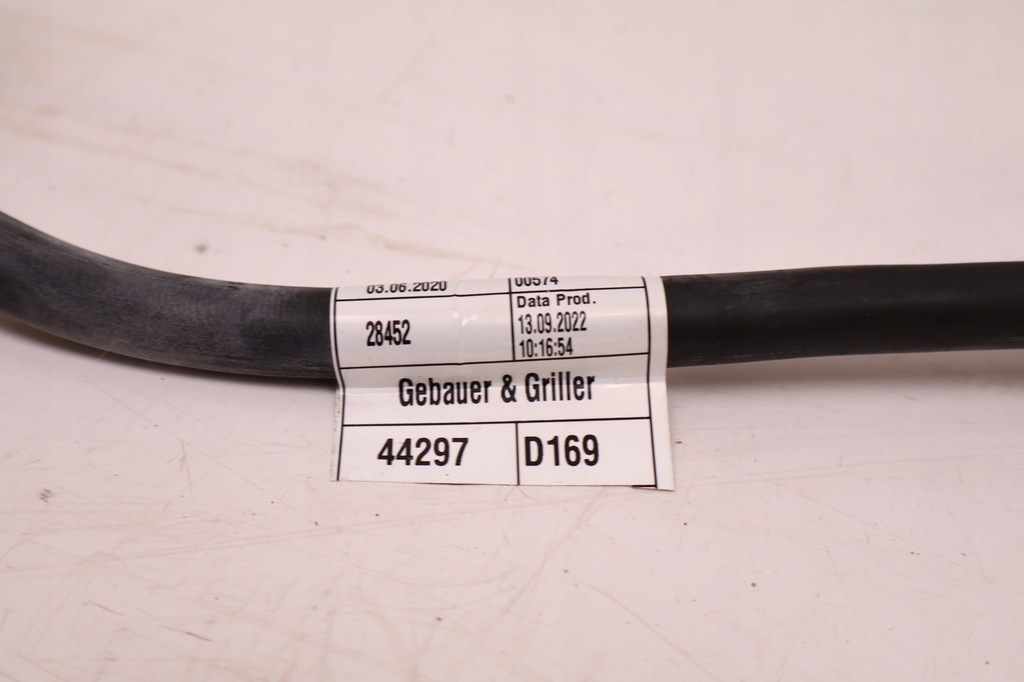 03.06.2020 00574
Data Prod.
28452 13.09.2022
10:16:54
Gebauer & Griller
44297 D169